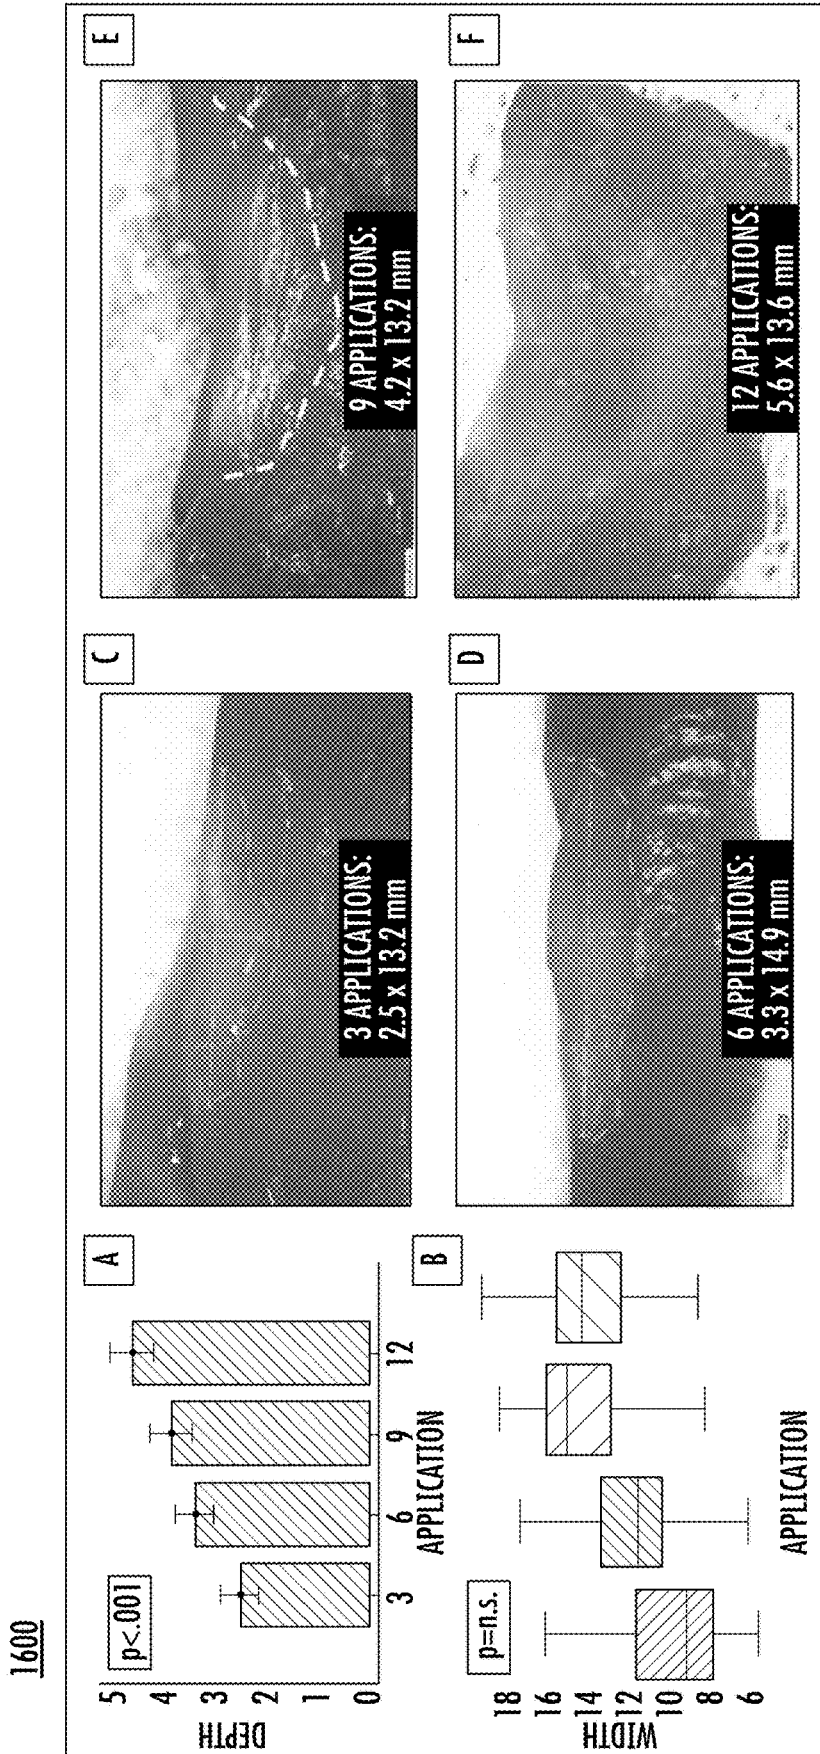 1600
A
p<.001
5
4
3
2
1
0
DEPTH
3
6
9
12
APPLICATION
B
p=n.s.
18
16
14
12
10
8
6
WIDTH
APPLICATION
C
3 APPLICATIONS:
2.5 x 13.2 mm
D
6 APPLICATIONS:
3.3 x 14.9 mm
E
9 APPLICATIONS:
4.2 x 13.2 mm
F
12 APPLICATIONS:
5.6 x 13.6 mm